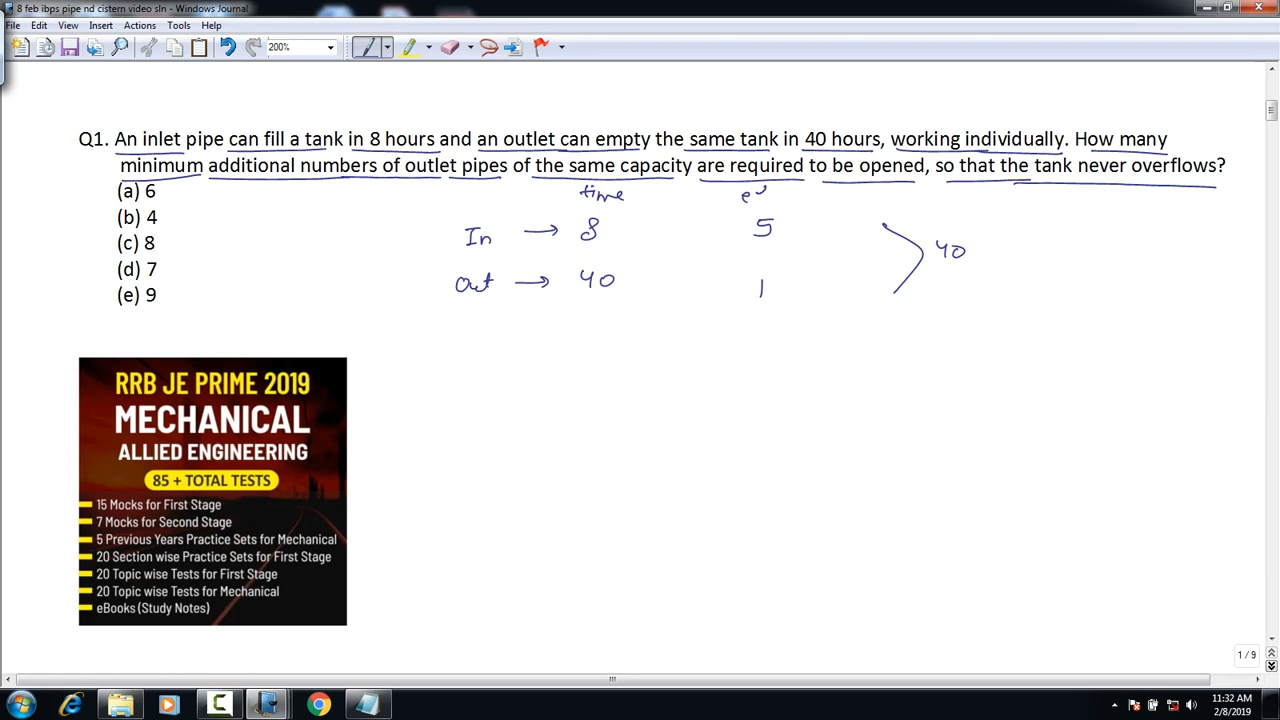 8 feb ibps pipe nd cistern video sln - Windows Journal
File Edit View Insert Actions Tools Help
200%
Q1. An inlet pipe can fill a tank in 8 hours and an outlet can empty the same tank in 40 hours, working individually. How many
minimum additional numbers of outlet pipes of the same capacity are required to be opened, so that the tank never overflows?
(a) 6
(b) 4
(c) 8
(d) 7
(e) 9
time
In → 8 5
Out → 40 1
40
RRB JE PRIME 2019
MECHANICAL
ALLIED ENGINEERING
85 + TOTAL TESTS
15 Mocks for First Stage
7 Mocks for Second Stage
5 Previous Years Practice Sets for Mechanical
20 Section wise Practice Sets for First Stage
20 Topic wise Tests for First Stage
20 Topic wise Tests for Mechanical
eBooks (Study Notes)
1 / 9
11:32 AM
2/8/2019